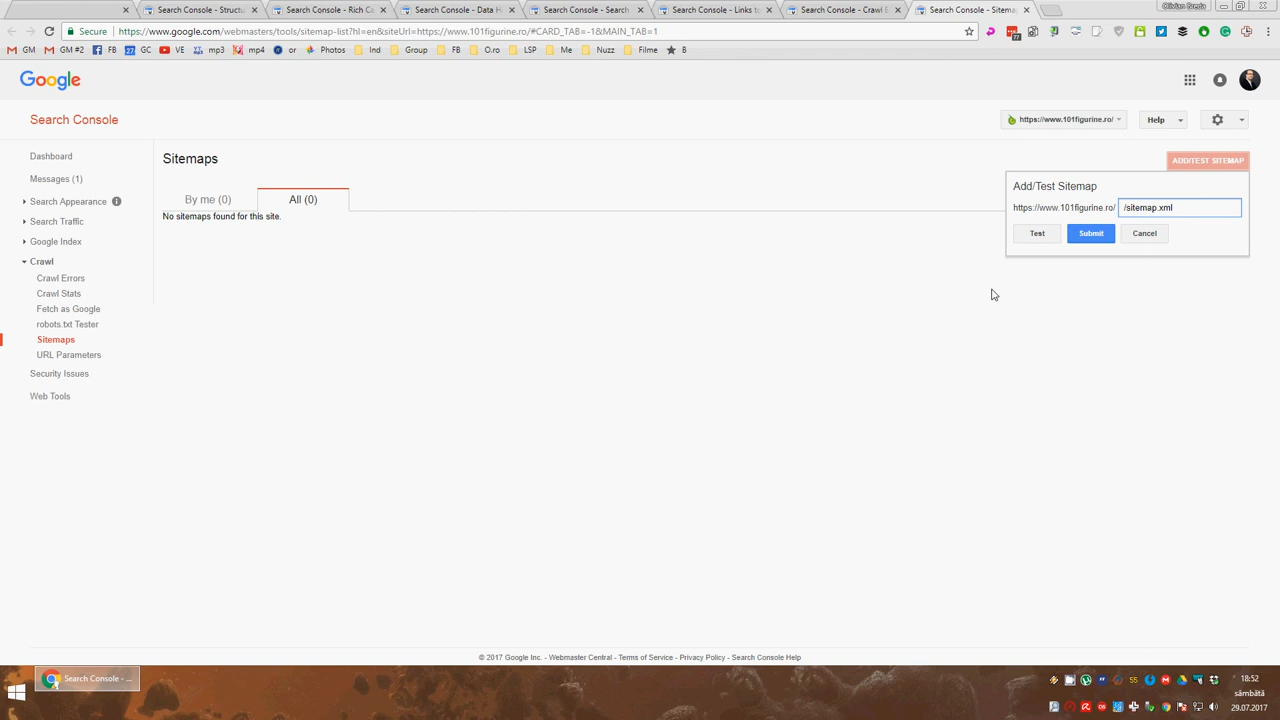 Search Console - Structu
Search Console - Rich Ca
Search Console - Data Hi
Search Console - Search
Search Console - Links to
Search Console - Crawl E
Search Console - Sitemap
Secure
https://www.google.com/webmasters/tools/sitemap-list?hl=en&siteUrl=https://www.101figurine.ro/#CARD_TAB=-1&MAIN_TAB=1
77
GM
GM #2
FB
27
GC
VE
mp3
mp4
or
Photos
Ind
Group
FB
O.ro
LSP
Me
Nuzz
Filme
B
Google
Search Console
https://www.101figurine.ro/
Help
Dashboard
Messages (1)
Search Appearance
Search Traffic
Google Index
Crawl
Crawl Errors
Crawl Stats
Fetch as Google
robots.txt Tester
Sitemaps
URL Parameters
Security Issues
Web Tools
Sitemaps
ADD/TEST SITEMAP
By me (0)
All (0)
No sitemaps found for this site.
Add/Test Sitemap
https://www.101figurine.ro/
/sitemap.xml
Test
Submit
Cancel
© 2017 Google Inc. - Webmaster Central - Terms of Service - Privacy Policy - Search Console Help
Search Console - ...
55
18:52
sâmbătă
29.07.2017